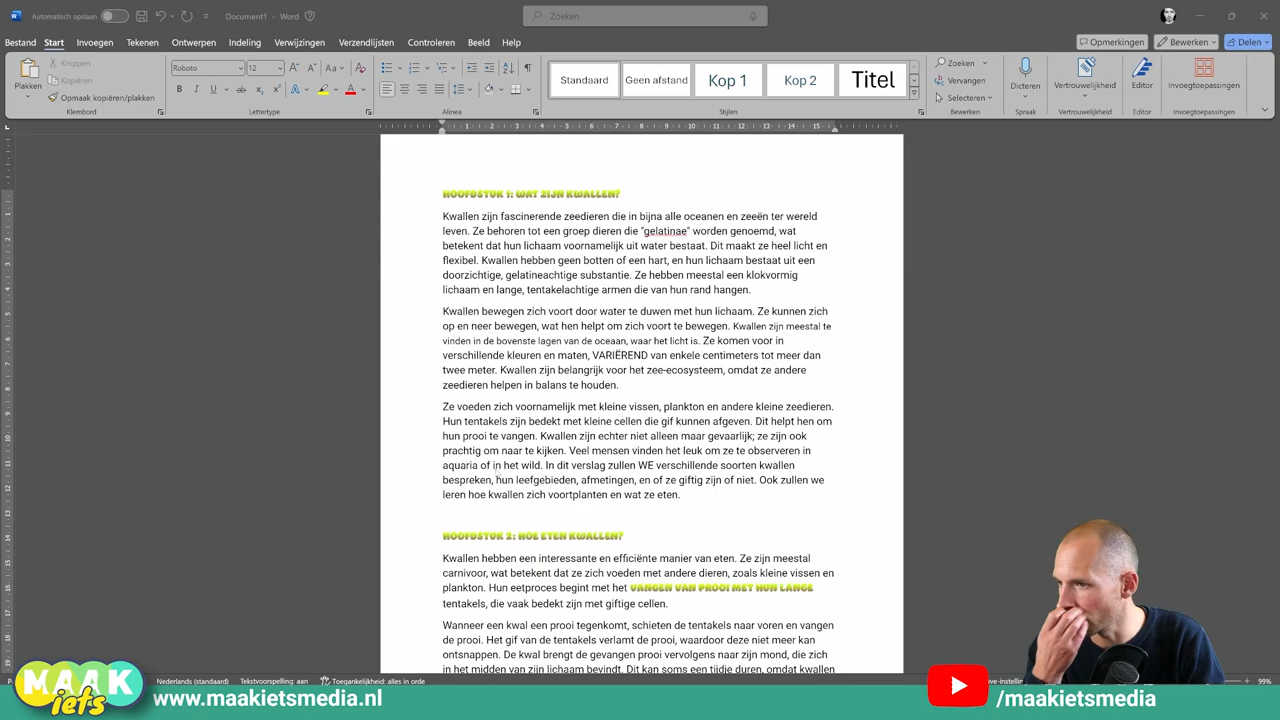 Automatisch opslaan
Document1 - Word
Zoeken
Bestand Start Invoegen Tekenen Ontwerpen Indeling Verwijzingen Verzendlijsten Controleren Beeld Help
Opmerkingen Bewerken Delen
Plakken
Knippen
Kopiëren
Opmaak kopiëren/plakken
Klembord
Roboto 12
B I U ab
Lettertype
Alinea
Standaard Geen afstand Kop 1 Kop 2 Titel
Stijlen
Zoeken
Vervangen
Selecteren
Bewerken
Dicteren
Spraak
Vertrouwelijkheid
Vertrouwelijkheid
Editor
Editor
Invoegtoepassingen
Invoegtoepassingen
1 2 3 4 5 6 7 8 9 10 11 12 13 14 15
HOOFDSTUK 1: WAT ZIJN KWALLEN?
Kwallen zijn fascinerende zeedieren die in bijna alle oceanen en zeeën ter wereld
leven. Ze behoren tot een groep dieren die "gelatinae" worden genoemd, wat
betekent dat hun lichaam voornamelijk uit water bestaat. Dit maakt ze heel licht en
flexibel. Kwallen hebben geen botten of een hart, en hun lichaam bestaat uit een
doorzichtige, gelatineachtige substantie. Ze hebben meestal een klokvormig
lichaam en lange, tentakelachtige armen die van hun rand hangen.
Kwallen bewegen zich voort door water te duwen met hun lichaam. Ze kunnen zich
op en neer bewegen, wat hen helpt om zich voort te bewegen. Kwallen zijn meestal te
vinden in de bovenste lagen van de oceaan, waar het licht is. Ze komen voor in
verschillende kleuren en maten, VARIËREND van enkele centimeters tot meer dan
twee meter. Kwallen zijn belangrijk voor het zee-ecosysteem, omdat ze andere
zeedieren helpen in balans te houden.
Ze voeden zich voornamelijk met kleine vissen, plankton en andere kleine zeedieren.
Hun tentakels zijn bedekt met kleine cellen die gif kunnen afgeven. Dit helpt hen om
hun prooi te vangen. Kwallen zijn echter niet alleen maar gevaarlijk; ze zijn ook
prachtig om naar te kijken. Veel mensen vinden het leuk om ze te observeren in
aquaria of in het wild. In dit verslag zullen WE verschillende soorten kwallen
bespreken, hun leefgebieden, afmetingen, en of ze giftig zijn of niet. Ook zullen we
leren hoe kwallen zich voortplanten en wat ze eten.
HOOFDSTUK 2: HOE ETEN KWALLEN?
Kwallen hebben een interessante en efficiënte manier van eten. Ze zijn meestal
carnivoor, wat betekent dat ze zich voeden met andere dieren, zoals kleine vissen en
plankton. Hun eetproces begint met het VANGEN VAN PROOI MET HUN LANGE
tentakels, die vaak bedekt zijn met giftige cellen.
Wanneer een kwal een prooi tegenkomt, schieten de tentakels naar voren en vangen
de prooi. Het gif van de tentakels verlamt de prooi, waardoor deze niet meer kan
ontsnappen. De kwal brengt de gevangen prooi vervolgens naar zijn mond, die zich
in het midden van zijn lichaam bevindt. Dit kan soms een tijdje duren, omdat kwallen
Nederlands (standaard) Tekstvoorspelling: aan Toegankelijkheid: alles in orde 99%
MAAK
iets
www.maakietsmedia.nl
/maakietsmedia